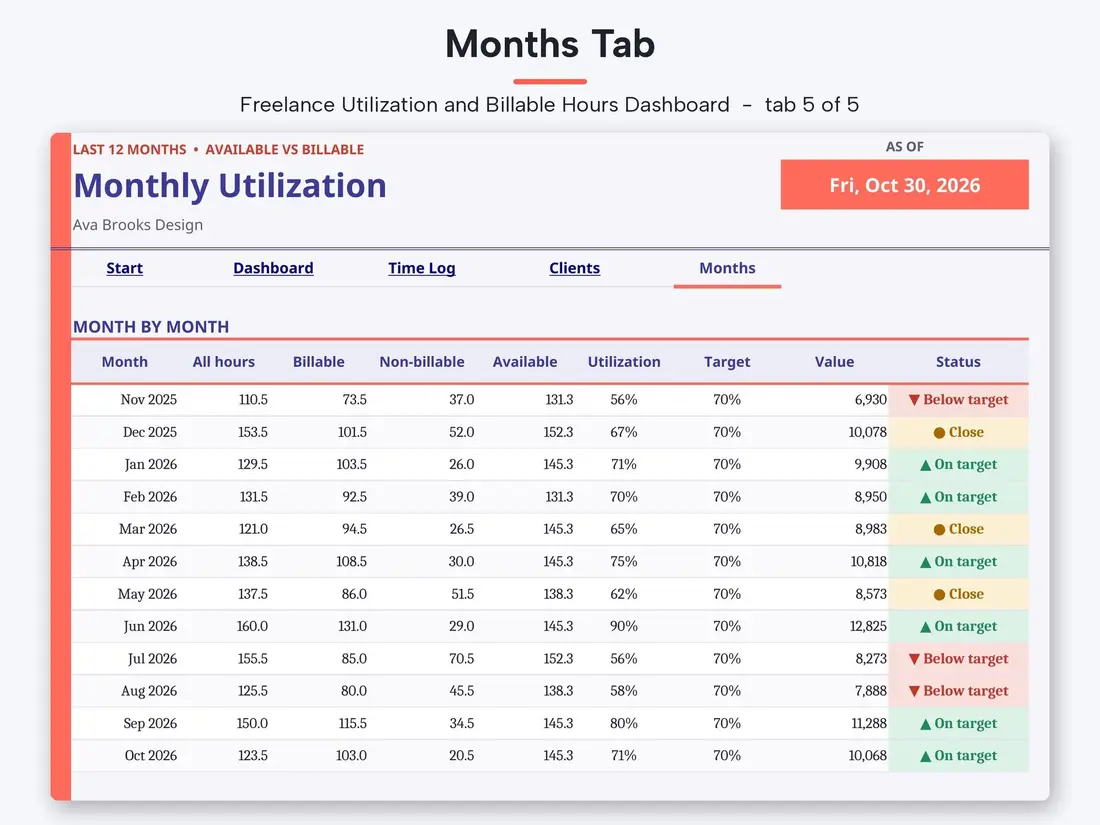 Months Tab
Freelance Utilization and Billable Hours Dashboard - tab 5 of 5
LAST 12 MONTHS • AVAILABLE VS BILLABLE
AS OF
Monthly Utilization
Fri, Oct 30, 2026
Ava Brooks Design
Start Dashboard Time Log Clients Months
MONTH BY MONTH
Month All hours Billable Non-billable Available Utilization Target Value Status
Nov 2025 110.5 73.5 37.0 131.3 56% 70% 6,930 ▼ Below target
Dec 2025 153.5 101.5 52.0 152.3 67% 70% 10,078 ● Close
Jan 2026 129.5 103.5 26.0 145.3 71% 70% 9,908 ▲ On target
Feb 2026 131.5 92.5 39.0 131.3 70% 70% 8,950 ▲ On target
Mar 2026 121.0 94.5 26.5 145.3 65% 70% 8,983 ● Close
Apr 2026 138.5 108.5 30.0 145.3 75% 70% 10,818 ▲ On target
May 2026 137.5 86.0 51.5 138.3 62% 70% 8,573 ● Close
Jun 2026 160.0 131.0 29.0 145.3 90% 70% 12,825 ▲ On target
Jul 2026 155.5 85.0 70.5 152.3 56% 70% 8,273 ▼ Below target
Aug 2026 125.5 80.0 45.5 138.3 58% 70% 7,888 ▼ Below target
Sep 2026 150.0 115.5 34.5 145.3 80% 70% 11,288 ▲ On target
Oct 2026 123.5 103.0 20.5 145.3 71% 70% 10,068 ▲ On target